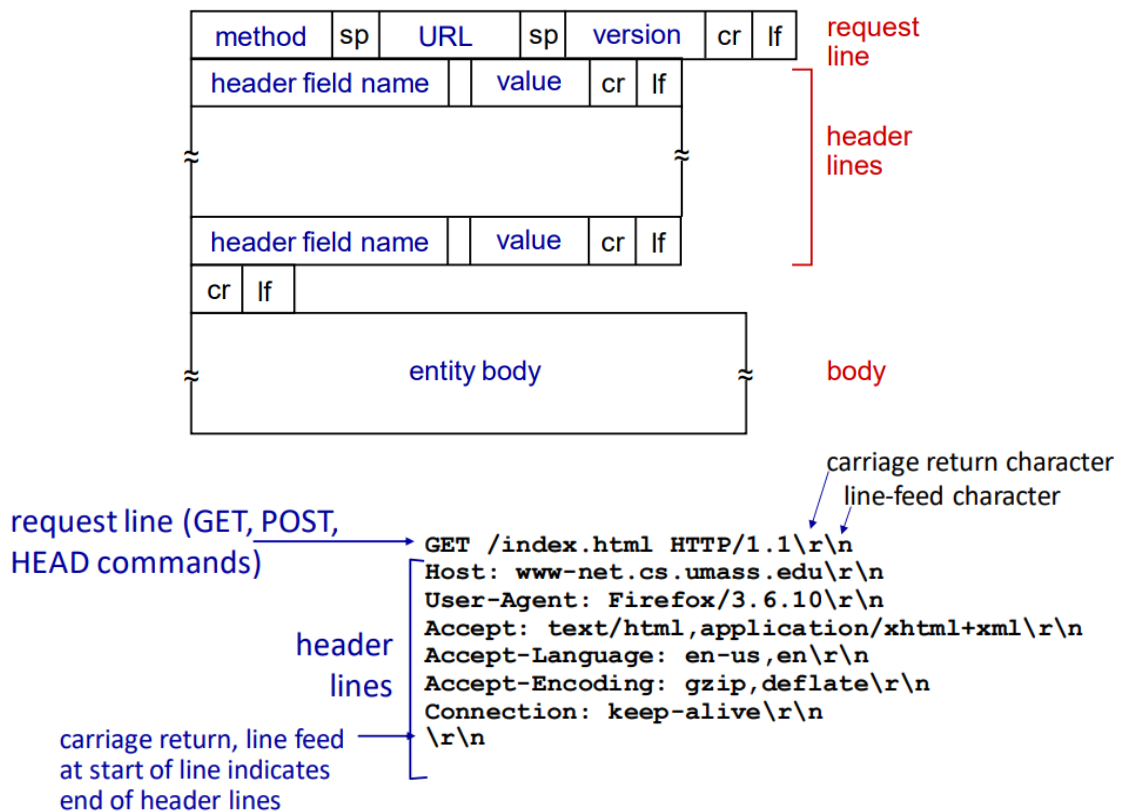 method sp URL sp version cr lf
request line
header field name value cr lf
header lines
header field name value cr lf
cr lf
entity body
body
carriage return character
line-feed character
request line (GET, POST,
HEAD commands)
GET /index.html HTTP/1.1\r\n
Host: www-net.cs.umass.edu\r\n
User-Agent: Firefox/3.6.10\r\n
Accept: text/html,application/xhtml+xml\r\n
Accept-Language: en-us,en\r\n
Accept-Encoding: gzip,deflate\r\n
Connection: keep-alive\r\n
\r\n
header
lines
carriage return, line feed
at start of line indicates
end of header lines